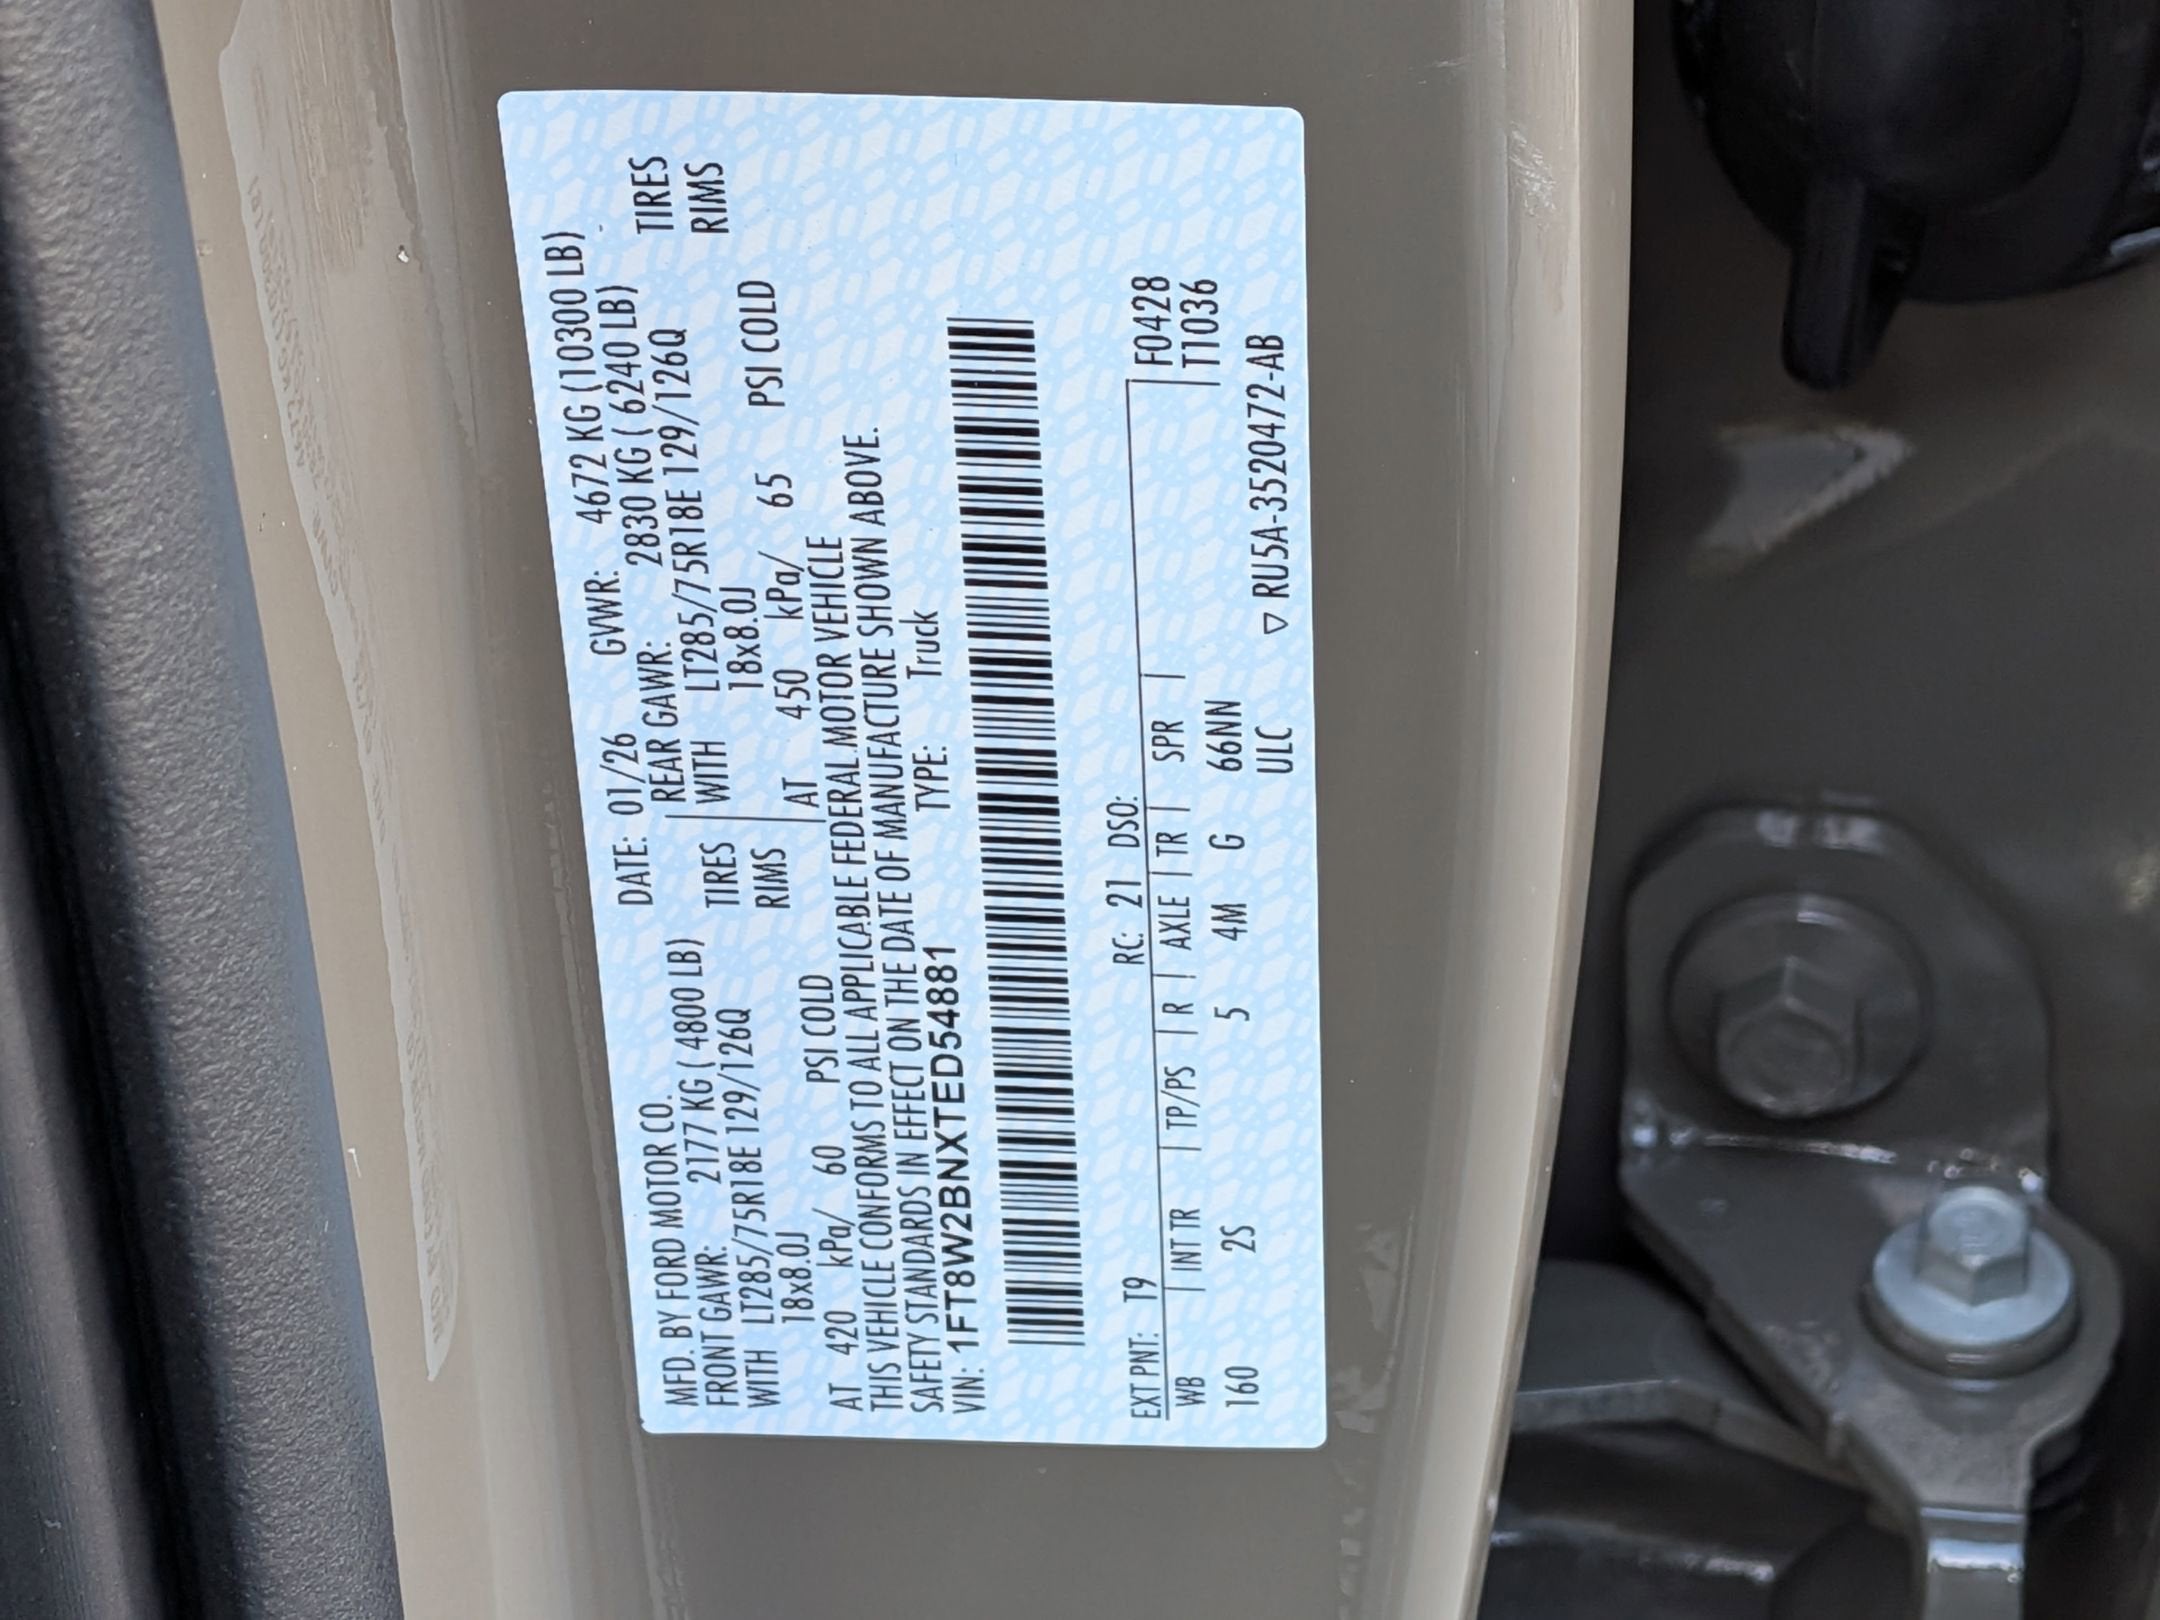 MFD. BY FORD MOTOR CO. DATE: 01/26 GVWR: 4672 KG (10300 LB)
FRONT GAWR: 2177 KG ( 4800 LB) REAR GAWR: 2830 KG ( 6240 LB)
WITH LT285/75R18E 129/126Q TIRES WITH LT285/75R18E 129/126Q TIRES
18x8.0J RIMS 18x8.0J RIMS
AT 420 kPa/ 60 PSI COLD AT 450 kPa/ 65 PSI COLD
THIS VEHICLE CONFORMS TO ALL APPLICABLE FEDERAL MOTOR VEHICLE
SAFETY STANDARDS IN EFFECT ON THE DATE OF MANUFACTURE SHOWN ABOVE.
VIN: 1FT8W2BNXTED54881 TYPE: Truck
EXT PNT: T9 RC: 21 DSO: F0428
WB INT TR TP/PS R AXLE TR SPR T1036
160 2S 5 4M G 66NN
ULC ▽ RU5A-3520472-AB